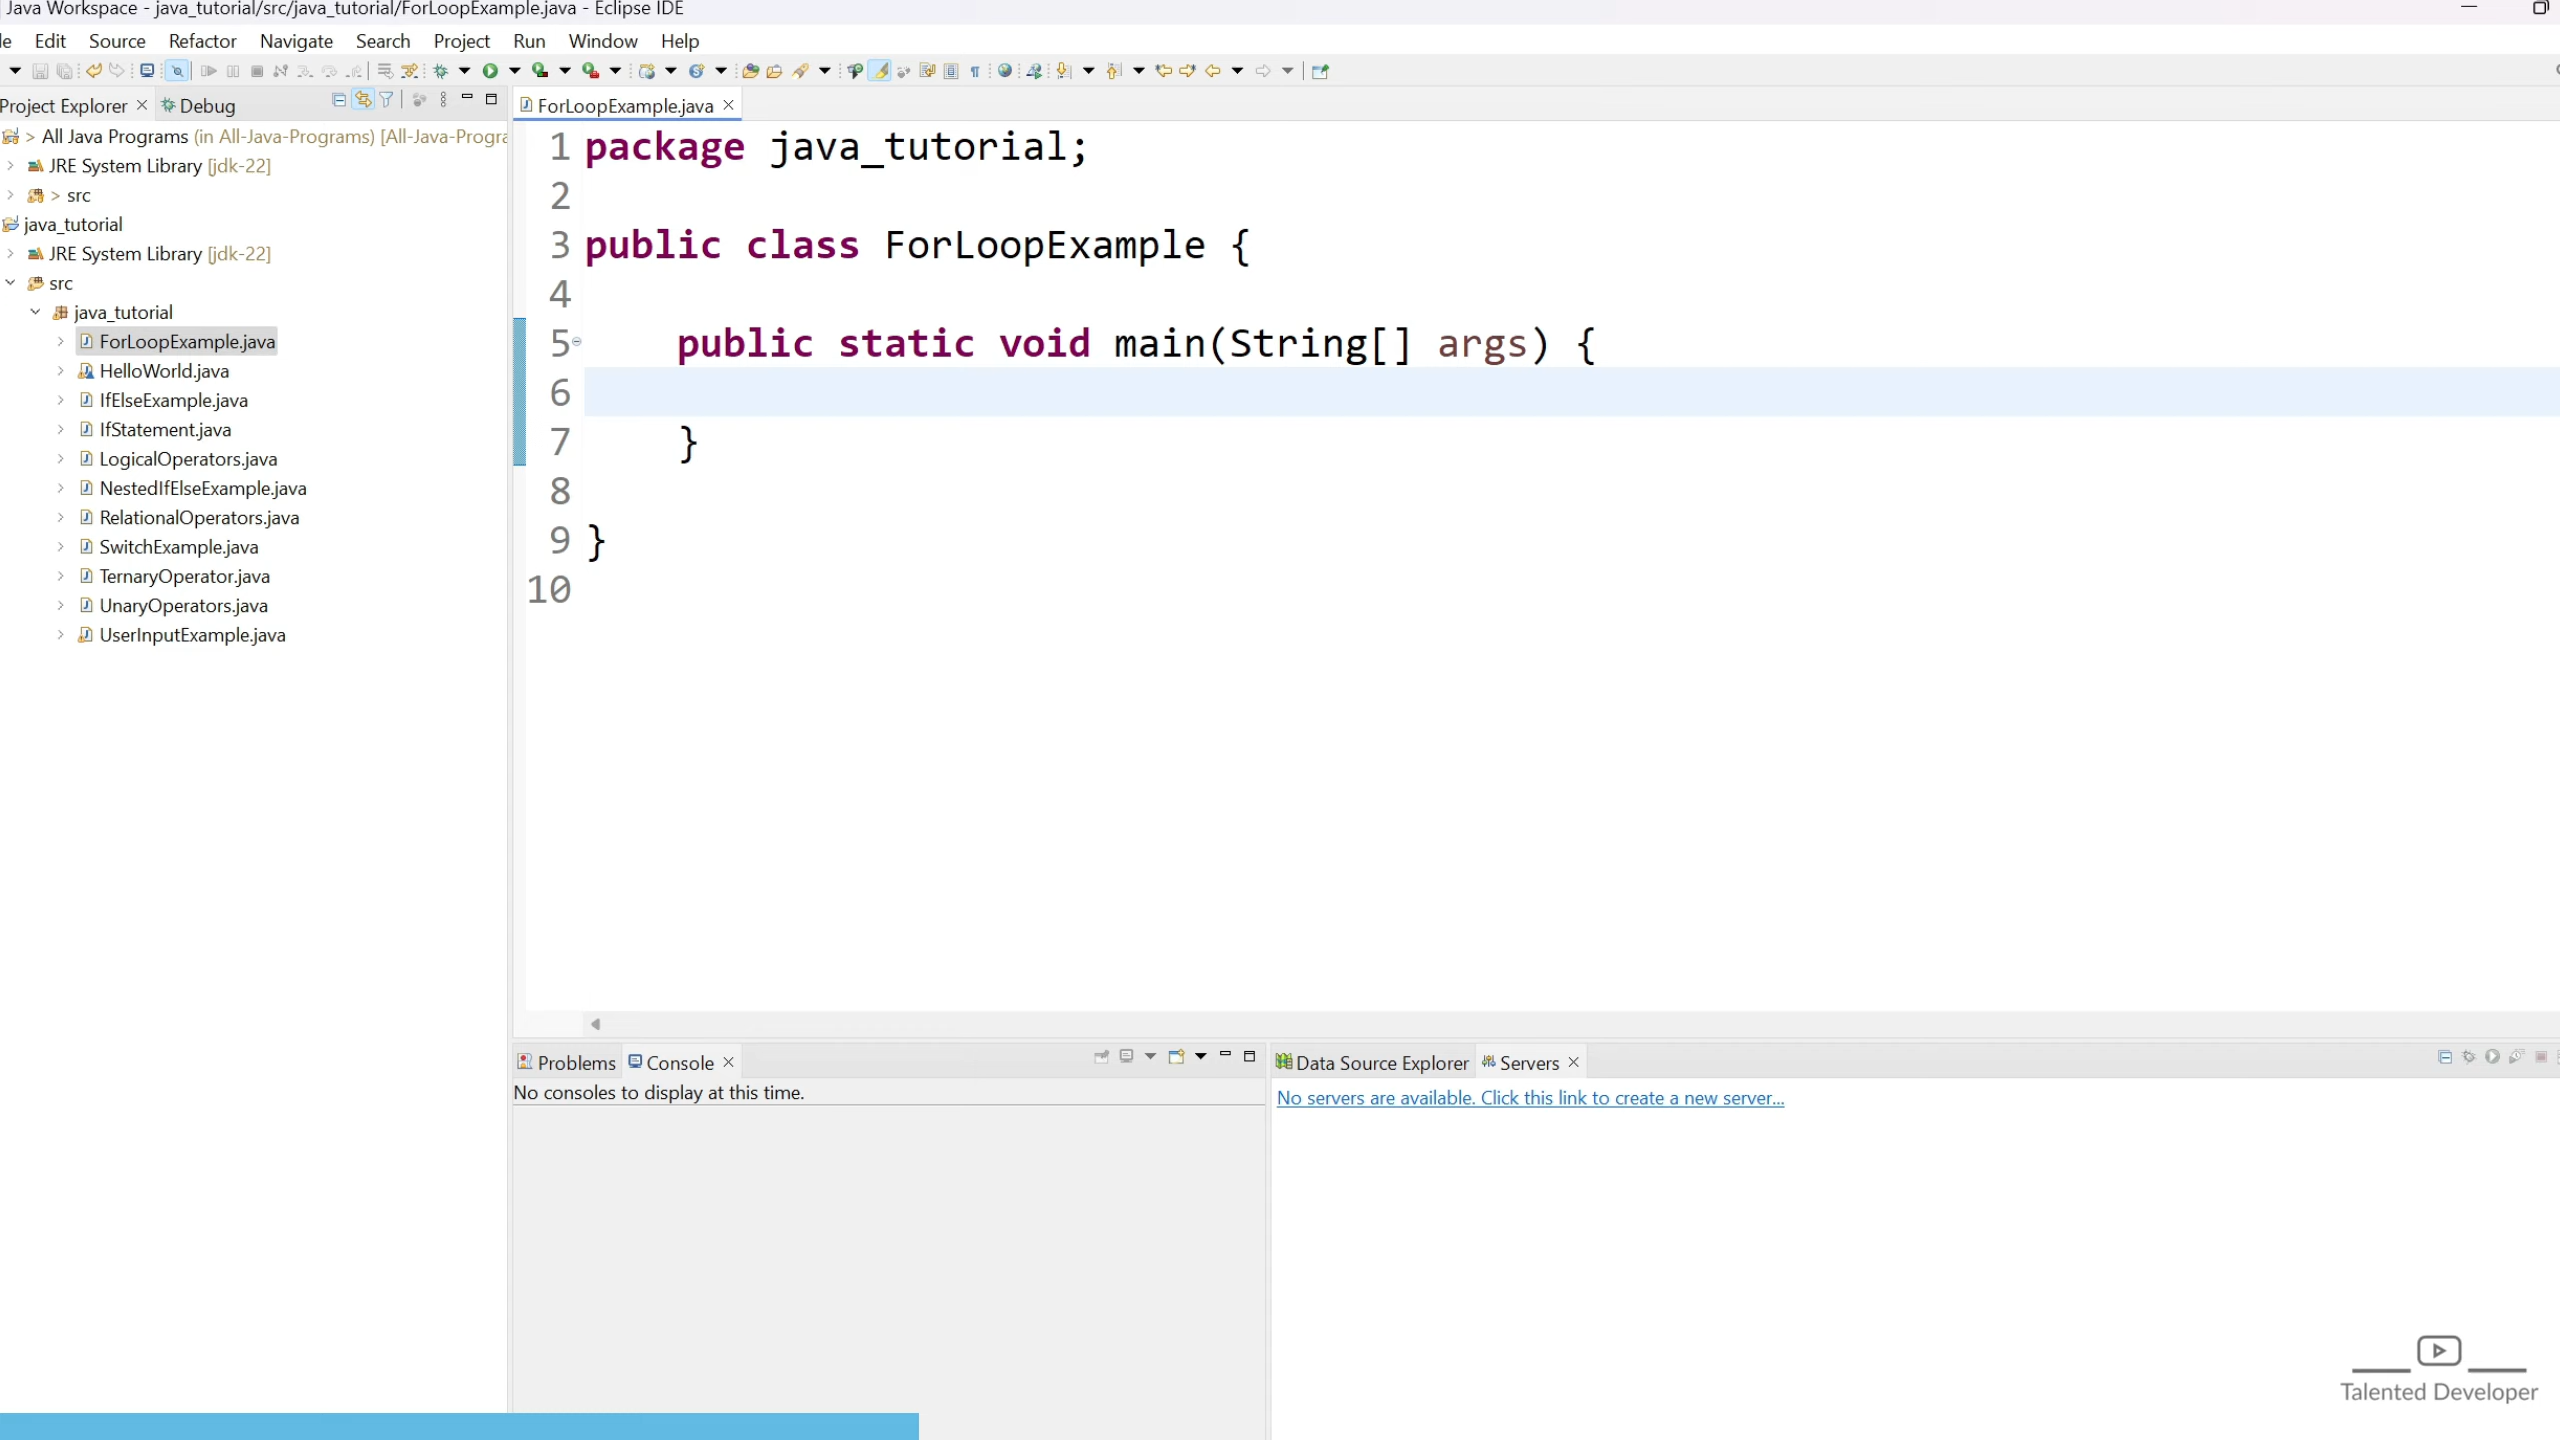 Java Workspace - java_tutorial/src/java_tutorial/ForLoopExample.java - Eclipse IDE
Edit Source Refactor Navigate Search Project Run Window Help
Project Explorer Debug
> All Java Programs (in All-Java-Programs) [All-Java-Progra
JRE System Library [jdk-22]
> src
java_tutorial
JRE System Library [jdk-22]
src
java_tutorial
ForLoopExample.java
HelloWorld.java
IfElseExample.java
IfStatement.java
LogicalOperators.java
NestedIfElseExample.java
RelationalOperators.java
SwitchExample.java
TernaryOperator.java
UnaryOperators.java
UserInputExample.java
ForLoopExample.java
1 package java_tutorial;
2
3 public class ForLoopExample {
4
5 public static void main(String[] args) {
6
7 }
8
9 }
10
Problems Console
No consoles to display at this time.
Data Source Explorer Servers
No servers are available. Click this link to create a new server...
Talented Developer